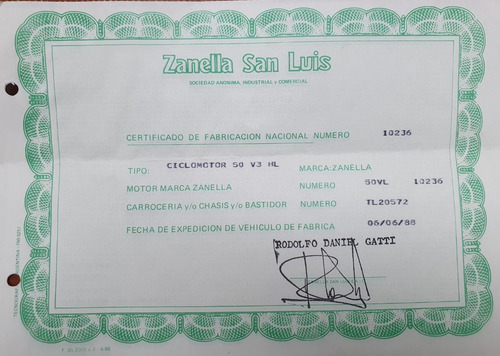 Zanella San Luis
SOCIEDAD ANONIMA, INDUSTRIAL y COMERCIAL
CERTIFICADO DE FABRICACION NACIONAL NUMERO 10236
TIPO: CICLOMOTOR 50 V3 HL MARCA: ZANELLA
MOTOR MARCA ZANELLA NUMERO 50VL 10236
CARROCERIA y/o CHASIS y/o BASTIDOR NUMERO TL20572
FECHA DE EXPEDICION DE VEHICULO DE FABRICA 06/06/88
RODOLFO DANIEL GATTI